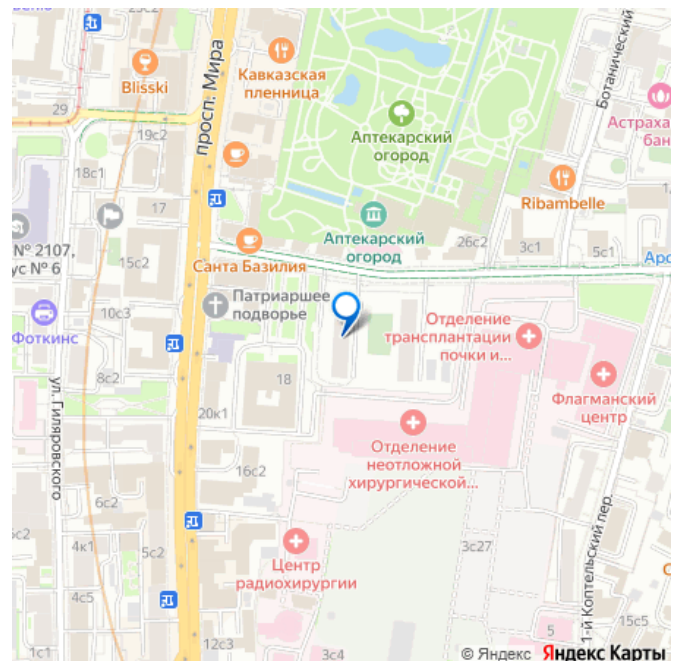 23с2
Blisski
просп. Мира
Кавказская
пленница
Ботанический
29
19с2
Аптекарский
огород
Астраха
бан
18с1
17
Ribambelle
№ 2107,
ус № 6
15с2
Санта Базилия
Аптекарский
огород
26с2
3с1
5с1
Патриаршее
подворье
10с3
Фоткинс
Отделение
трансплантации
почки и...
8с2
18
Флагманский
центр
ул. Гиляровского
20к1
Отделение
неотложной
хирургической...
16с2
6с2
5с2
4к1
3с27
Центр
радиохирургии
1-й Коптельский пер.
4с5
2с5
5
12с3
1с1
3с4
© Яндекс Яндекс Карты